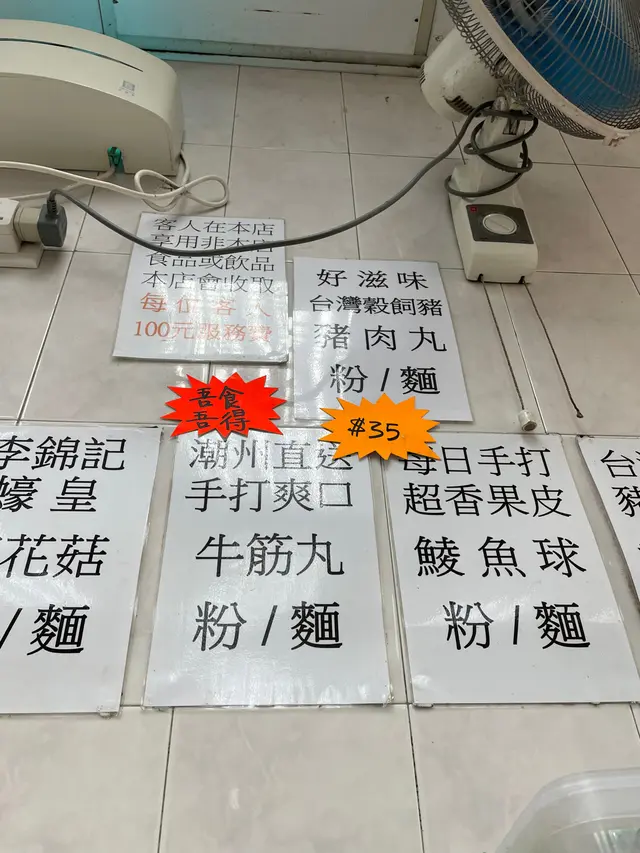 客人在本店
享用非本店
食品或飲品
本店會收取
每位客人
100元服務費
好滋味
台灣穀飼豬
豬肉丸
粉/麵
吾食
吾得
#35
李錦記
蠔皇
花菇
/麵
潮州直送
手打爽口
牛筋丸
粉/麵
每日手打
超香果皮
鯪魚球
粉/麵
台
豬